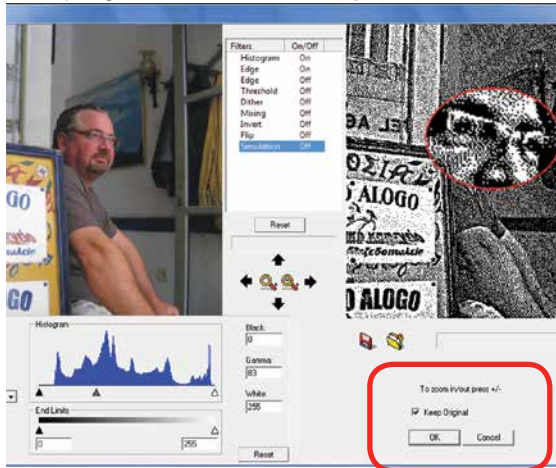 Filters On/Off
Histogram On
Edge On
Edge Off
Threshold Off
Dither Off
Mixing Off
Invert Off
Flip Off
Simulation Off
Reset
ALOGO
GO
ALOGO
Histogram
Black:
0
Gamma:
83
White:
255
End Limits
0
255
Reset
To zoom in/out press +/-
Keep Original
OK Cancel